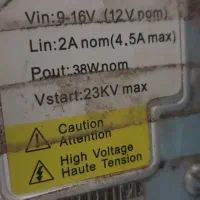 Vin:9-16V (12V nom)
Lin:2A nom(4.5A max)
Pout:38W.nom
Vstart:23KV max
Caution
Attention
High Voltage
Haute Tension